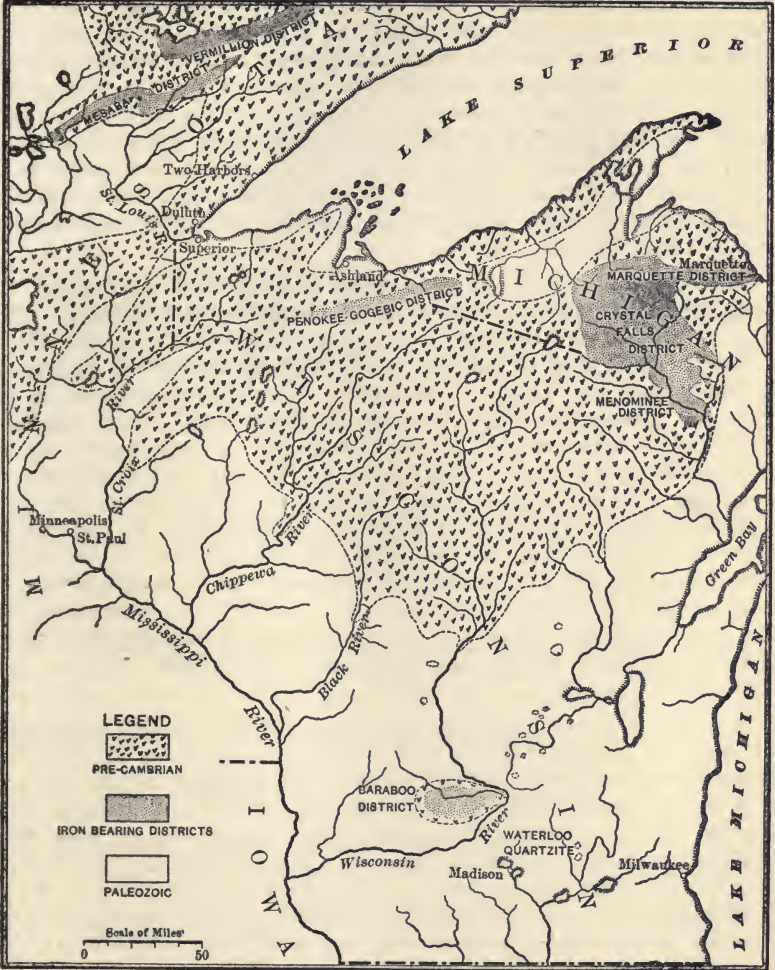 VERMILLION DISTRICT
MESABA DISTRICT
LAKE SUPERIOR
MINNESOTA
Two Harbors
St. Louis R.
Duluth
Superior
Ashland
MICHIGAN
Marquette
MARQUETTE DISTRICT
PENOKEE-GOGEBIC DISTRICT
CRYSTAL
FALLS
DISTRICT
MENOMINEE
DISTRICT
WISCONSIN
St. Croix River
Minneapolis
St. Paul
River
Chippewa
Green Bay
Mississippi
River
Black River
LEGEND
PRE-CAMBRIAN
IRON BEARING DISTRICTS
PALEOZOIC
Scale of Miles
0 50
IOWA
BARABOO
DISTRICT
River
Wisconsin
WATERLOO
QUARTZITE
Madison
Milwaukee
LAKE MICHIGAN